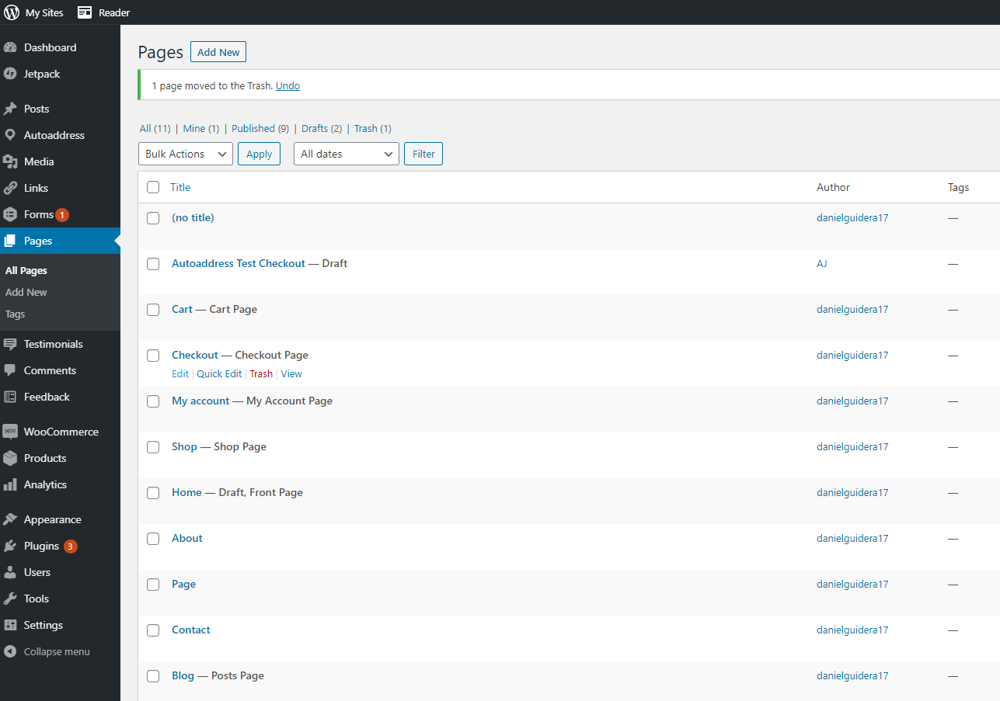 My Sites Reader
Dashboard
Jetpack
Posts
Autoaddress
Media
Links
Forms 1
Pages
All Pages
Add New
Tags
Testimonials
Comments
Feedback
WOO WooCommerce
Products
Analytics
Appearance
Plugins 3
Users
Tools
Settings
Collapse menu
Pages Add New
1 page moved to the Trash. Undo
All (11) | Mine (1) | Published (9) | Drafts (2) | Trash (1)
Bulk Actions Apply All dates Filter
Title Author Tags
(no title) danielguidera17 —
Autoaddress Test Checkout — Draft AJ —
Cart — Cart Page danielguidera17 —
Checkout — Checkout Page danielguidera17 —
Edit | Quick Edit | Trash | View
My account — My Account Page danielguidera17 —
Shop — Shop Page danielguidera17 —
Home — Draft, Front Page danielguidera17 —
About danielguidera17 —
Page danielguidera17 —
Contact danielguidera17 —
Blog — Posts Page danielguidera17 —